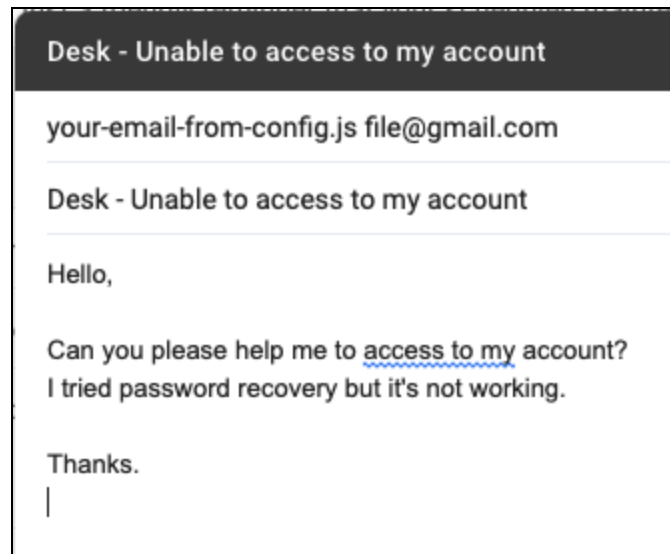 Desk - Unable to access to my account
your-email-from-config.js file@gmail.com
Desk - Unable to access to my account
Hello,
Can you please help me to access to my account?
I tried password recovery but it's not working.
Thanks.